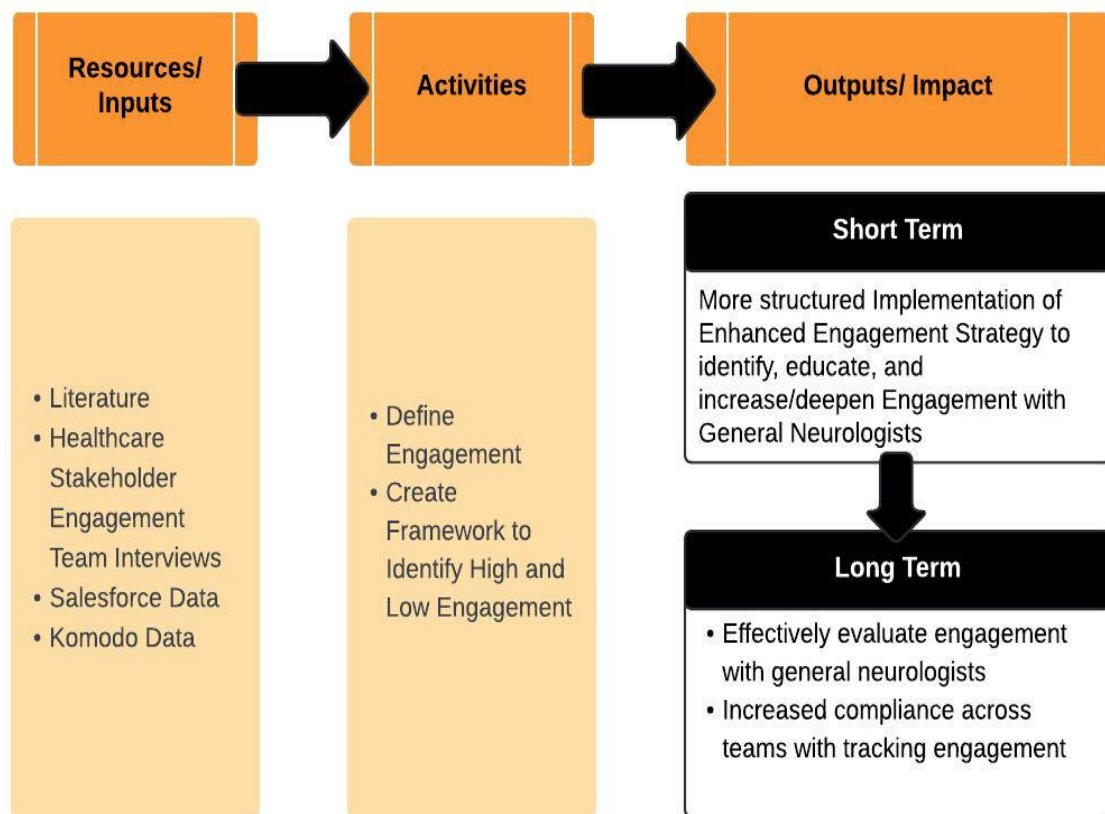 Resources/
Inputs
Activities
Outputs/ Impact
• Literature
• Healthcare
Stakeholder
Engagement
Team Interviews
• Salesforce Data
• Komodo Data
• Define
Engagement
• Create
Framework to
Identify High and
Low Engagement
Short Term
More structured Implementation of
Enhanced Engagement Strategy to
identify, educate, and
increase/deepen Engagement with
General Neurologists
Long Term
• Effectively evaluate engagement
with general neurologists
• Increased compliance across
teams with tracking engagement